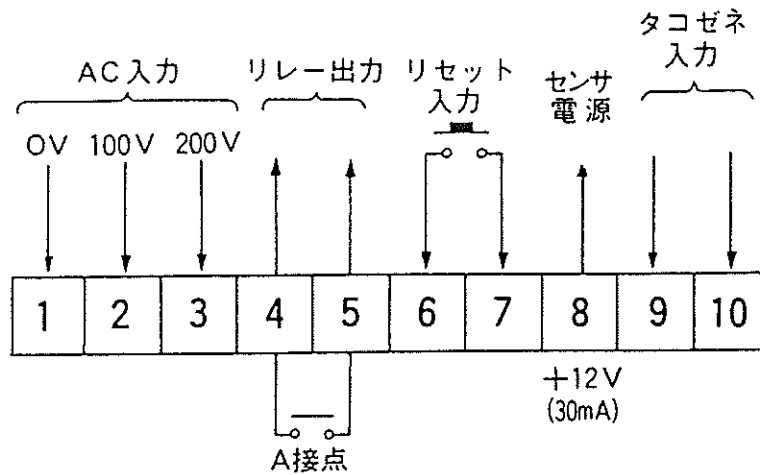 AC入力
リレー出力
リセット
入力
センサ
電源
タコゼネ
入力
0V 100V 200V
1 2 3 4 5 6 7 8 9 10
+12V
(30mA)
A接点